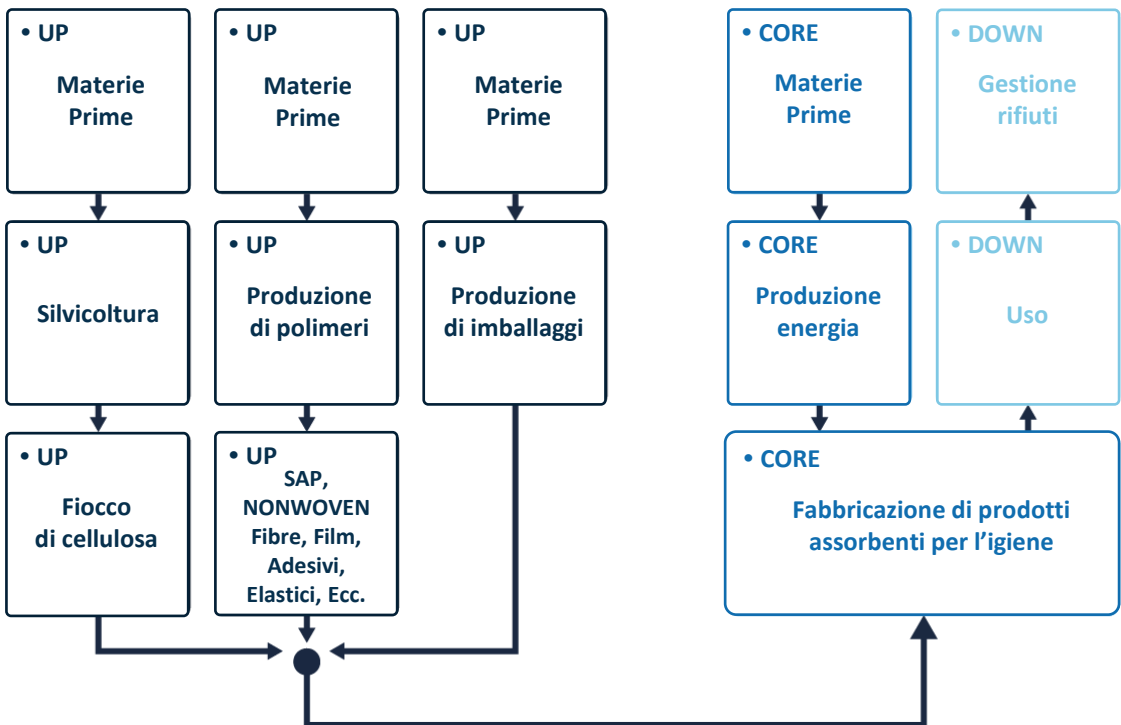 • UP
Materie
Prime
• UP
Materie
Prime
• UP
Materie
Prime
• CORE
Materie
Prime
• DOWN
Gestione
rifiuti
• UP
Silvicoltura
• UP
Produzione
di polimeri
• UP
Produzione
di imballaggi
• CORE
Produzione
energia
• DOWN
Uso
• UP
Fiocco
di cellulosa
• UP
SAP,
NONWOVEN
Fibre, Film,
Adesivi,
Elastici, Ecc.
• CORE
Fabbricazione di prodotti
assorbenti per l’igiene